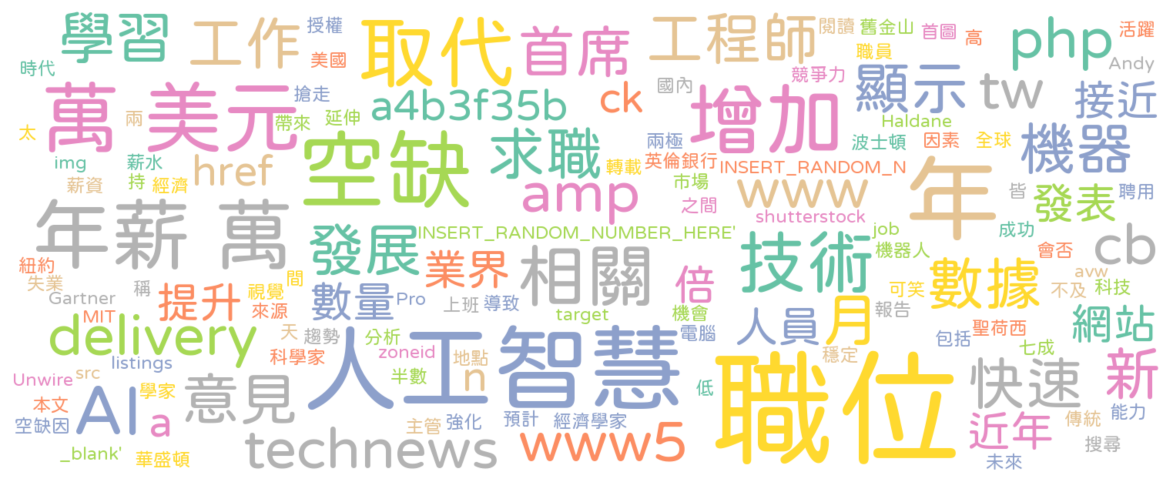 學習 工作 授權 取代 首席 工程師 閱讀 舊金山 首圖 高 php 活躍
時代 美國 職員 Andy
萬 美元 搶走 a4b3f35b ck 國內 競爭力 顯示 tw 接近
太 兩 帶來 延伸 增加 Haldane
img 薪水 空缺 求職 兩極 波士頓 因素 全球 機器
薪資 持 經濟 href 轉載 英倫銀行 INSERT_RANDOM_N
amp 市場 www 年 皆 發表 聘用
年薪 萬 之間 shutterstock
INSERT_RANDOM_NUMBER_HERE' 技術 job 成功 cb
紐約 發展 業界 相關 倍 機器人 會否
失業 稱 間 視覺 可笑 數據 avw 不及 科技
Gartner 提升 來源 數量 Pro 上班 導致 機會 人員 月 報告
MIT 天 target 聖荷西 網站
delivery 趨勢 分析 人工智慧 電腦 包括
listings 科學家 zoneid 地點 穩定 七成
Unwire src 半數 n 低 職位 快速 新
本文 AI a 學家 意見 能力
空缺因 主管 強化 預計 經濟學家 近年 傳統
_blank' 華盛頓 technews www5 搜尋
未來